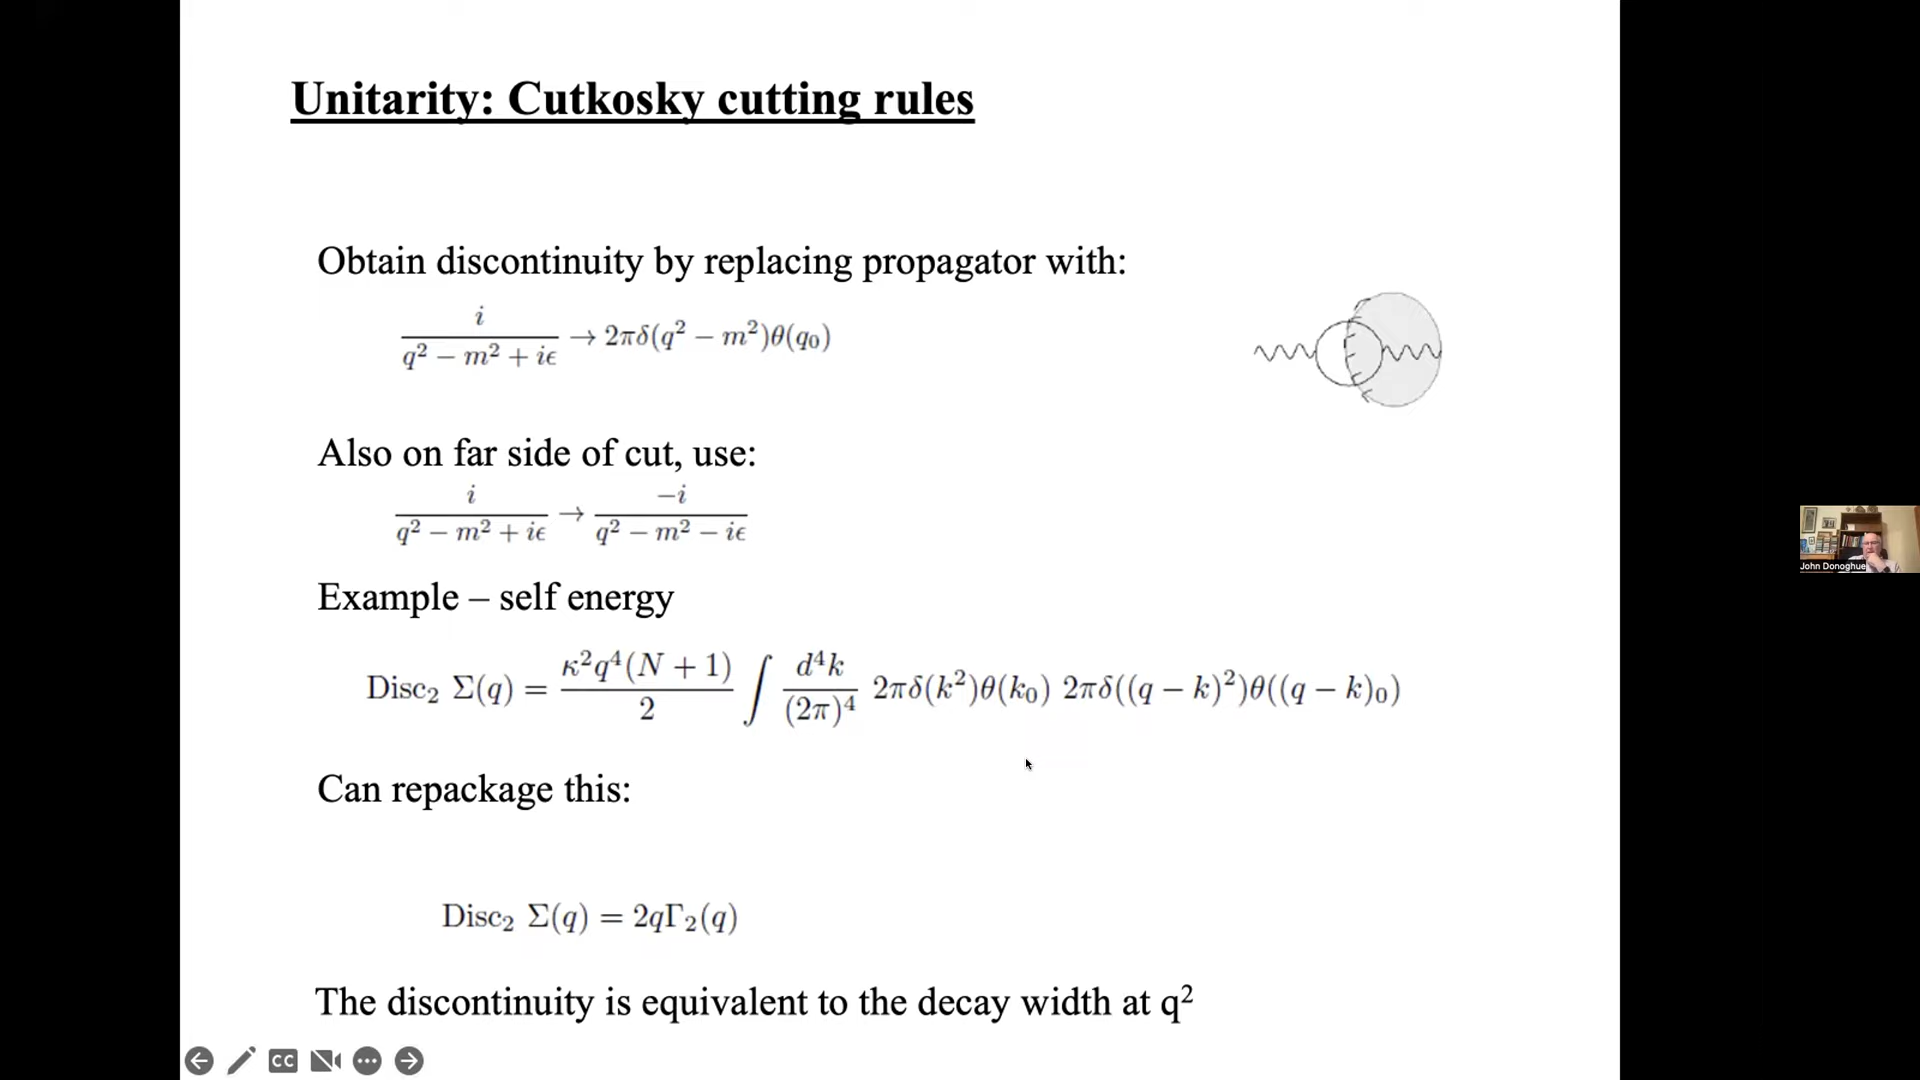 Unitarity: Cutkosky cutting rules
Obtain discontinuity by replacing propagator with:
i/(q² − m² + iϵ) → 2πδ(q² − m²)θ(q₀)
Also on far side of cut, use:
i/(q² − m² + iϵ) → −i/(q² − m² − iϵ)
Example – self energy
Disc₂ Σ(q) = κ²q⁴(N + 1)/2 ∫ d⁴k/(2π)⁴ 2πδ(k²)θ(k₀) 2πδ((q − k)²)θ((q − k)₀)
John Donoghue
Can repackage this:
Disc₂ Σ(q) = 2qΓ₂(q)
The discontinuity is equivalent to the decay width at q²
CC